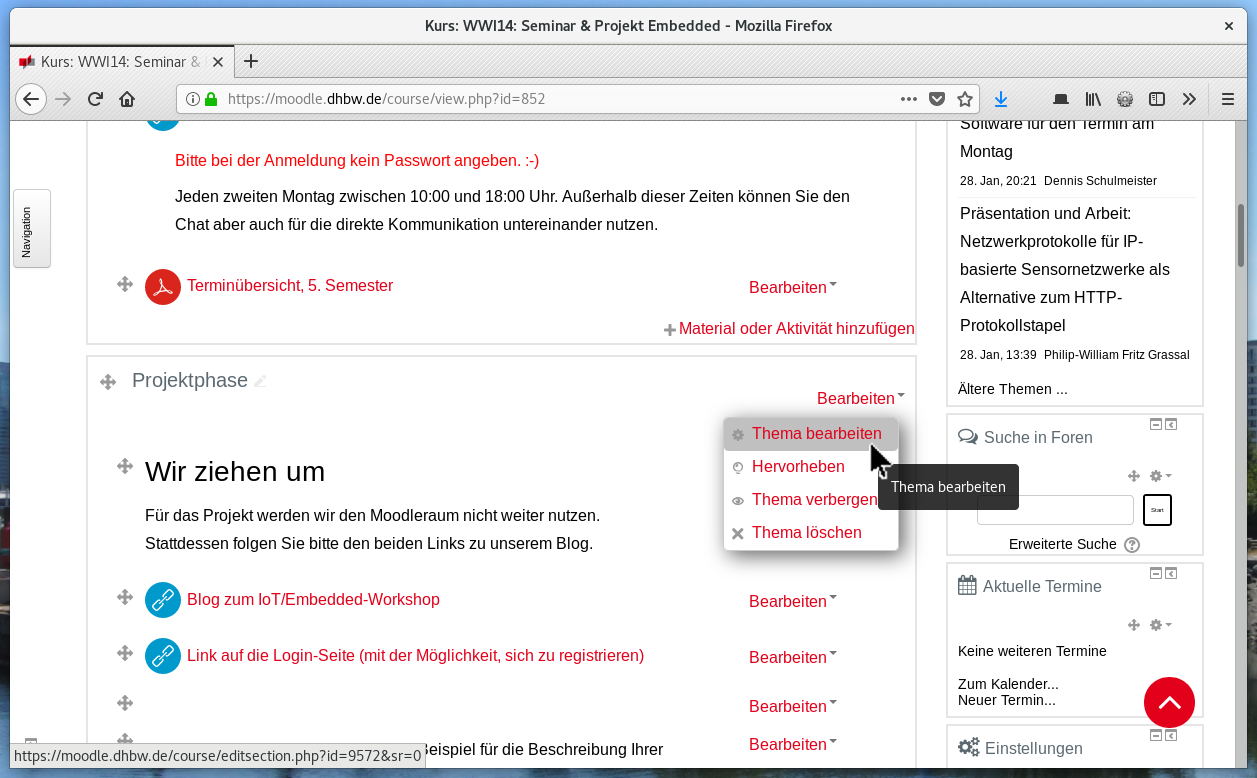 Kurs: WWI14: Seminar & Projekt Embedded - Mozilla Firefox
Kurs: WWI14: Seminar &
https://moodle.dhbw.de/course/view.php?id=852
Navigation
Bitte bei der Anmeldung kein Passwort angeben. :-)
Jeden zweiten Montag zwischen 10:00 und 18:00 Uhr. Außerhalb dieser Zeiten können Sie den
Chat aber auch für die direkte Kommunikation untereinander nutzen.
Terminübersicht, 5. Semester
Bearbeiten
Material oder Aktivität hinzufügen
Projektphase
Bearbeiten
Thema bearbeiten
Hervorheben
Thema verbergen
Thema löschen
Thema bearbeiten
Wir ziehen um
Für das Projekt werden wir den Moodleraum nicht weiter nutzen.
Stattdessen folgen Sie bitte den beiden Links zu unserem Blog.
Blog zum IoT/Embedded-Workshop
Bearbeiten
Link auf die Login-Seite (mit der Möglichkeit, sich zu registrieren)
Bearbeiten
Bearbeiten
Beispiel für die Beschreibung Ihrer
Bearbeiten
https://moodle.dhbw.de/course/editsection.php?id=9572&sr=0
Software für den Termin am
Montag
28. Jan, 20:21 Dennis Schulmeister
Präsentation und Arbeit:
Netzwerkprotokolle für IP-
basierte Sensornetzwerke als
Alternative zum HTTP-
Protokollstapel
28. Jan, 13:39 Philip-William Fritz Grassal
Ältere Themen ...
Suche in Foren
Start
Erweiterte Suche
Aktuelle Termine
Keine weiteren Termine
Zum Kalender...
Neuer Termin...
Einstellungen